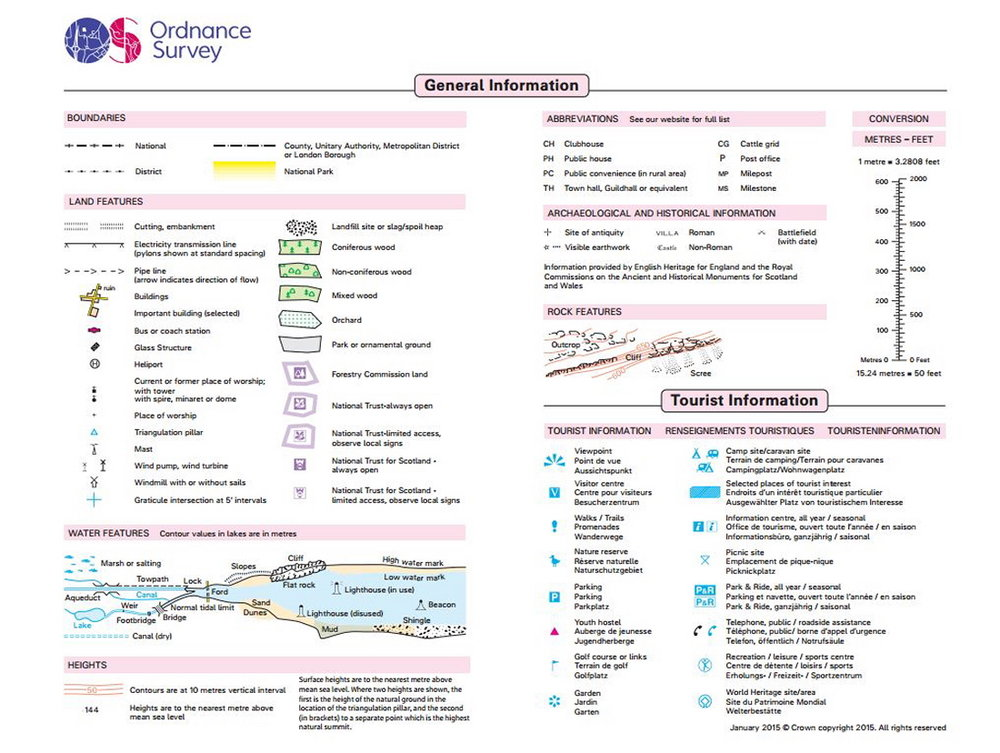 Ordnance
Survey
General Information
BOUNDARIES
National
County, Unitary Authority, Metropolitan District
or London Borough
District
National Park
LAND FEATURES
Cutting, embankment
Electricity transmission line
(pylons shown at standard spacing)
Pipe line
(arrow indicates direction of flow)
ruin
Buildings
Important building (selected)
Bus or coach station
Glass Structure
Heliport
Current or former place of worship;
with tower
with spire, minaret or dome
Place of worship
Triangulation pillar
Mast
Wind pump, wind turbine
Windmill with or without sails
Graticule intersection at 5' intervals
Landfill site or slag/spoil heap
Coniferous wood
Non-coniferous wood
Mixed wood
Orchard
Park or ornamental ground
Forestry Commission land
National Trust-always open
National Trust-limited access,
observe local signs
National Trust for Scotland -
always open
National Trust for Scotland -
limited access, observe local signs
WATER FEATURES Contour values in lakes are in metres
Marsh or salting
Towpath
Lock
Slopes
Cliff
High water mark
Low water mark
Flat rock
Lighthouse (in use)
Aqueduct
Canal
Ford
Weir
Normal tidal limit
Sand
Dunes
Lighthouse (disused)
Beacon
Lake
Footbridge
Bridge
Shingle
Mud
Canal (dry)
HEIGHTS
50
Contours are at 10 metres vertical interval
144
Heights are to the nearest metre above
mean sea level
Surface heights are to the nearest metre above
mean sea level. Where two heights are shown, the
first is the height of the natural ground in the
location of the triangulation pillar, and the second
(in brackets) to a separate point which is the highest
natural summit.
ABBREVIATIONS See our website for full list
CH Clubhouse
CG Cattle grid
PH Public house
P Post office
PC Public convenience (in rural area)
MP Milepost
TH Town hall, Guildhall or equivalent
MS Milestone
ARCHAEOLOGICAL AND HISTORICAL INFORMATION
Site of antiquity
VILLA Roman
Battlefield
(with date)
Visible earthwork
Castle Non-Roman
Information provided by English Heritage for England and the Royal
Commissions on the Ancient and Historical Monuments for Scotland
and Wales
ROCK FEATURES
Outcrop
650
Cliff
600
Scree
CONVERSION
METRES – FEET
1 metre = 3.2808 feet
600
2000
500
1500
400
300
1000
200
500
100
Metres 0
0 Feet
15.24 metres = 50 feet
Tourist Information
TOURIST INFORMATION RENSEIGNEMENTS TOURISTIQUES TOURISTENINFORMATION
Viewpoint
Point de vue
Aussichtspunkt
V
Visitor centre
Centre pour visiteurs
Besucherzentrum
Walks / Trails
Promenades
Wanderwege
Nature reserve
Réserve naturelle
Naturschutzgebiet
P
Parking
Parking
Parkplatz
Youth hostel
Auberge de jeunesse
Jugendherberge
Golf course or links
Terrain de golf
Golfplatz
Garden
Jardin
Garten
Camp site/caravan site
Terrain de camping/Terrain pour caravanes
Campingplatz/Wohnwagenplatz
Selected places of tourist interest
Endroits d'un intérêt touristique particulier
Ausgewählter Platz von touristischem Interesse
i i
Information centre, all year / seasonal
Office de tourisme, ouvert toute l'année / en saison
Informationsbüro, ganzjährig / saisonal
Picnic site
Emplacement de pique-nique
Picknickplatz
P&R
P&R
Park & Ride, all year / seasonal
Parking et navette, ouvert toute l'année / en saison
Park & Ride, ganzjährig / saisonal
Telephone, public / roadside assistance
Téléphone, public/ borne d'appel d'urgence
Telefon, öffentlich / Notrufsäule
Recreation / leisure / sports centre
Centre de détente / loisirs / sports
Erholungs- / Freizeit- / Sportzentrum
World Heritage site/area
Site du Patrimoine Mondial
Welterbestätte
January 2015 © Crown copyright 2015. All rights reserved